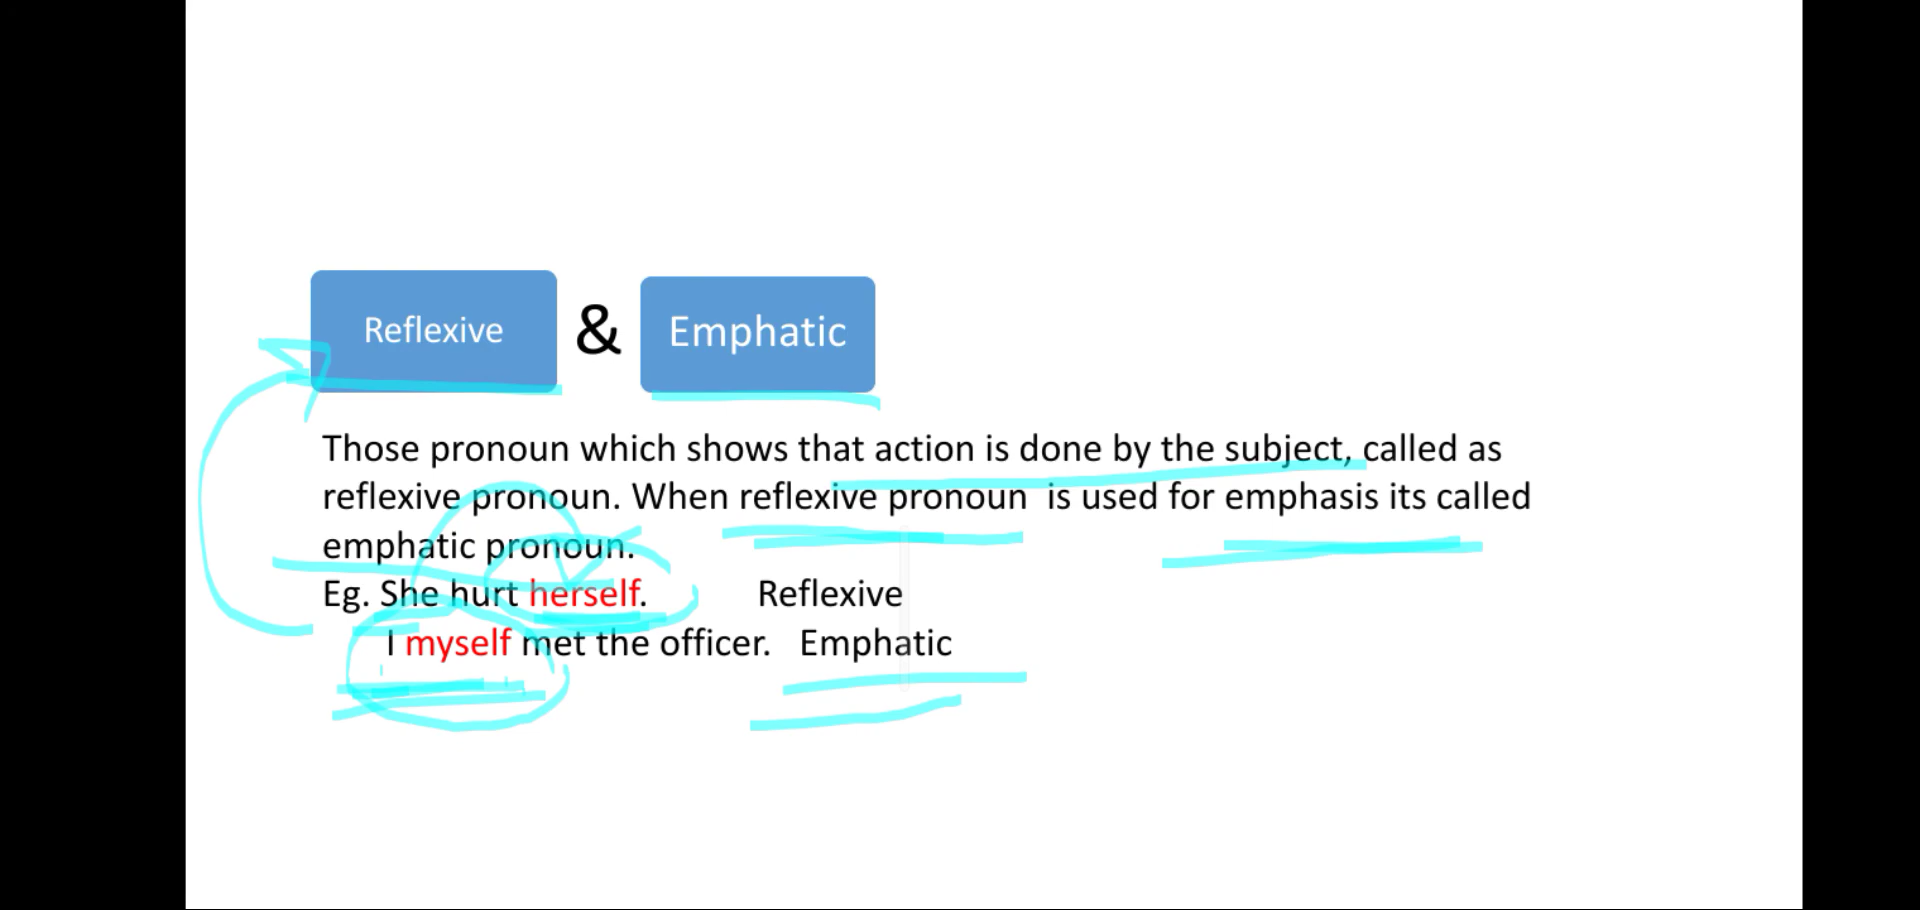 Reflexive & Emphatic
Those pronoun which shows that action is done by the subject, called as
reflexive pronoun. When reflexive pronoun is used for emphasis its called
emphatic pronoun.
Eg. She hurt herself. Reflexive
I myself met the officer. Emphatic